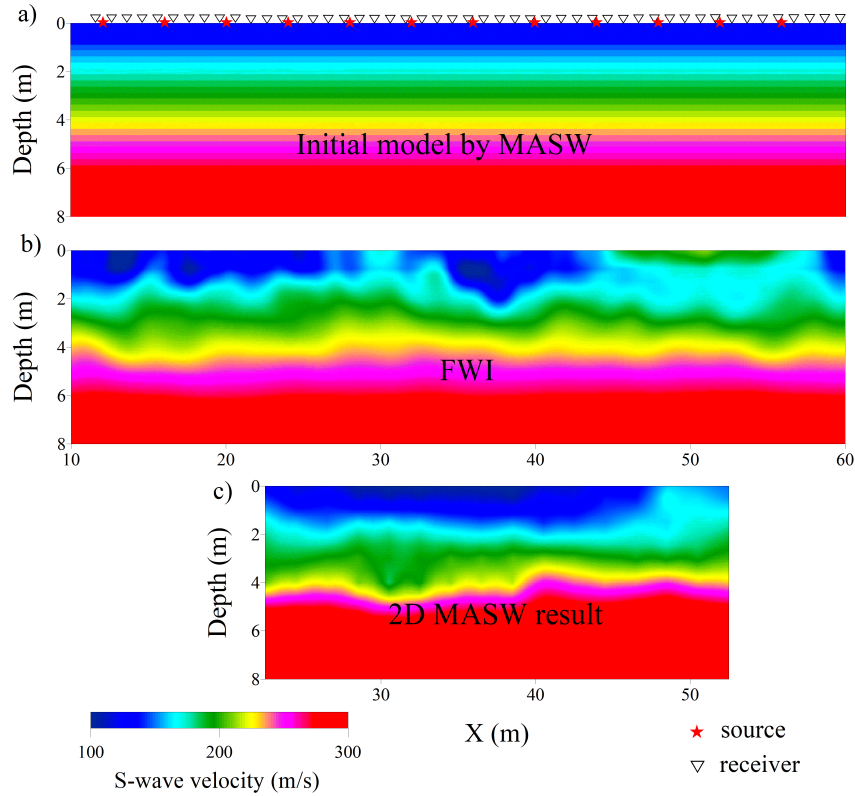 a)
0
2
4
6
8
Depth (m)
Initial model by MASW
b)
0
2
4
6
8
Depth (m)
FWI
10
20
30
40
50
60
c)
0
2
4
6
8
Depth (m)
2D MASW result
30
40
50
X (m)
100
200
300
S-wave velocity (m/s)
source
receiver